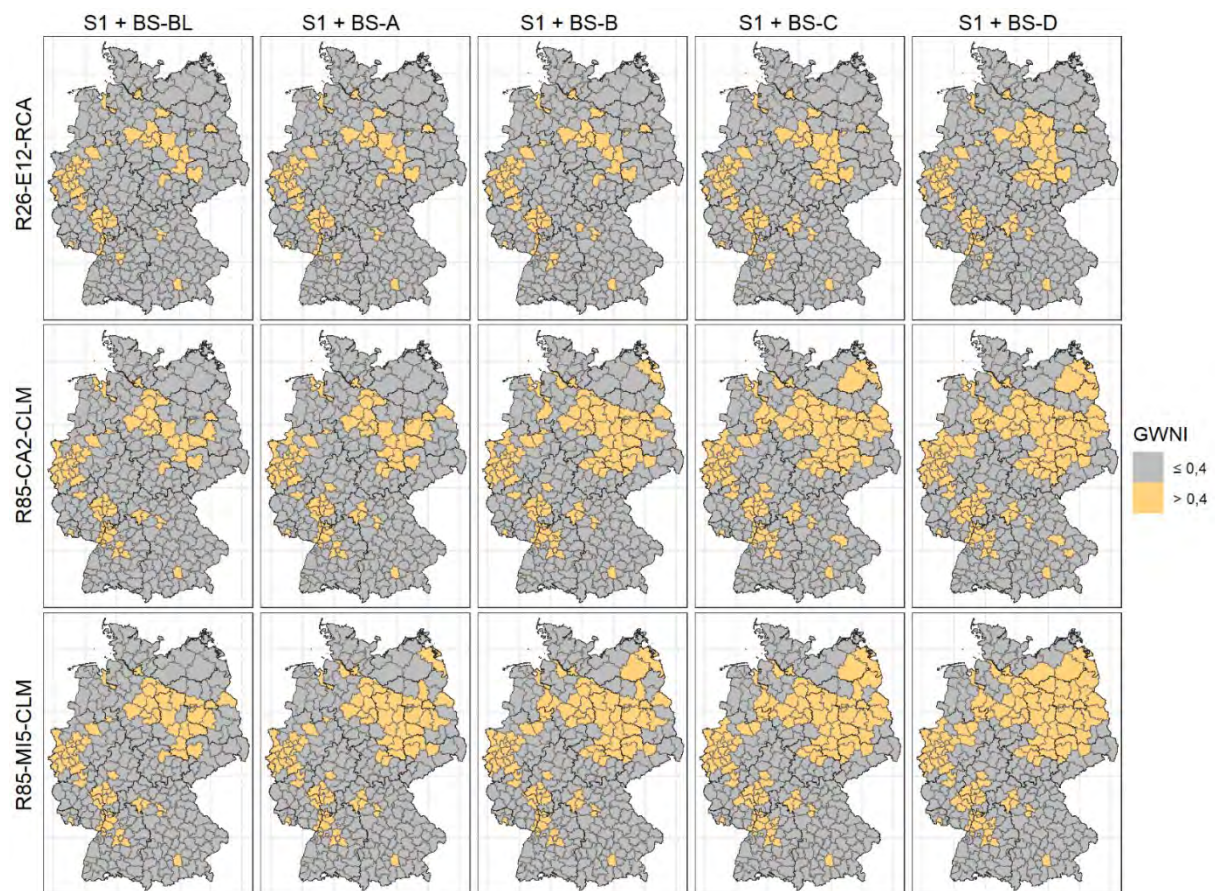 S1 + BS-BL
S1 + BS-A
S1 + BS-B
S1 + BS-C
S1 + BS-D
R26-E12-RCA
R85-CA2-CLM
R85-MI5-CLM
GWNI
≤ 0,4
> 0,4